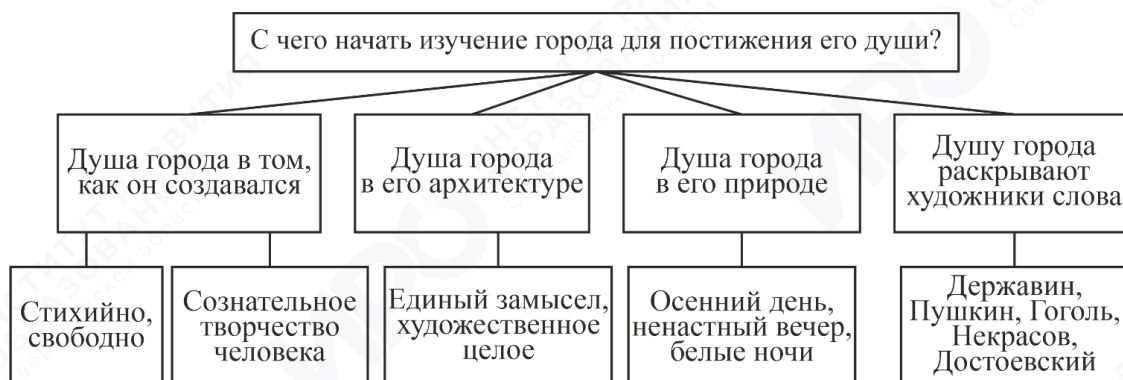 С чего начать изучение города для постижения его души?
Душа города в том,
как он создавался
Душа города
в его архитектуре
Душа города
в его природе
Душу города
раскрывают
художники слова
Стихийно,
свободно
Сознательное
творчество
человека
Единый замысел,
художественное
целое
Осенний день,
ненастный вечер,
белые ночи
Державин,
Пушкин, Гоголь,
Некрасов,
Достоевский